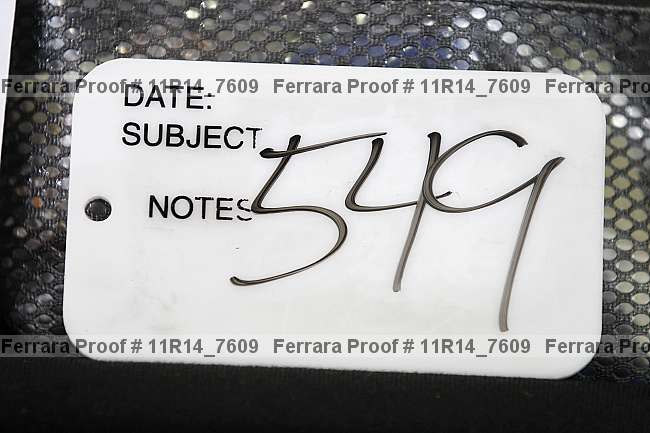 Ferrara Proof # 11R14_7609 Ferrara Proof # 11R14_7609 Ferrara Proof
DATE:
SUBJECT
549
NOTES
Ferrara Proof # 11R14_7609 Ferrara Proof # 11R14_7609 Ferrara Proof